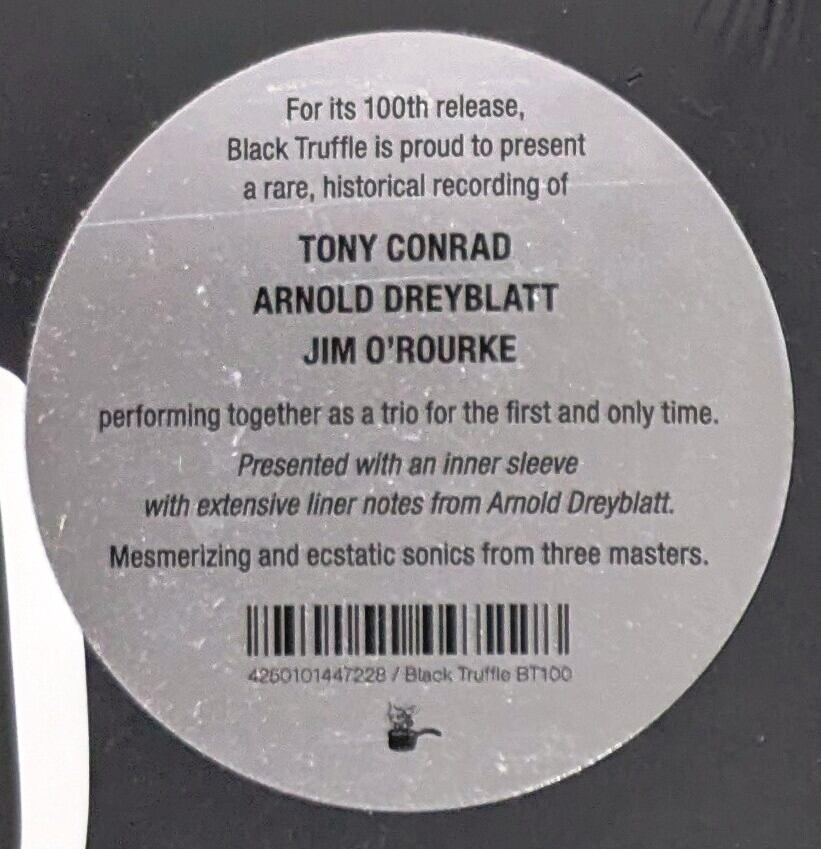 For its 100th release,
Black Truffle is proud to present
a rare, historical recording of
TONY CONRAD
ARNOLD DREYBLATT
JIM O'ROURKE
performing together as a trio for the first and only time.
Presented with an inner sleeve
with extensive liner notes from Arnold Dreyblatt.
Mesmerizing and ecstatic sonics from three masters.
4260101447228 / Black Truffle BT100